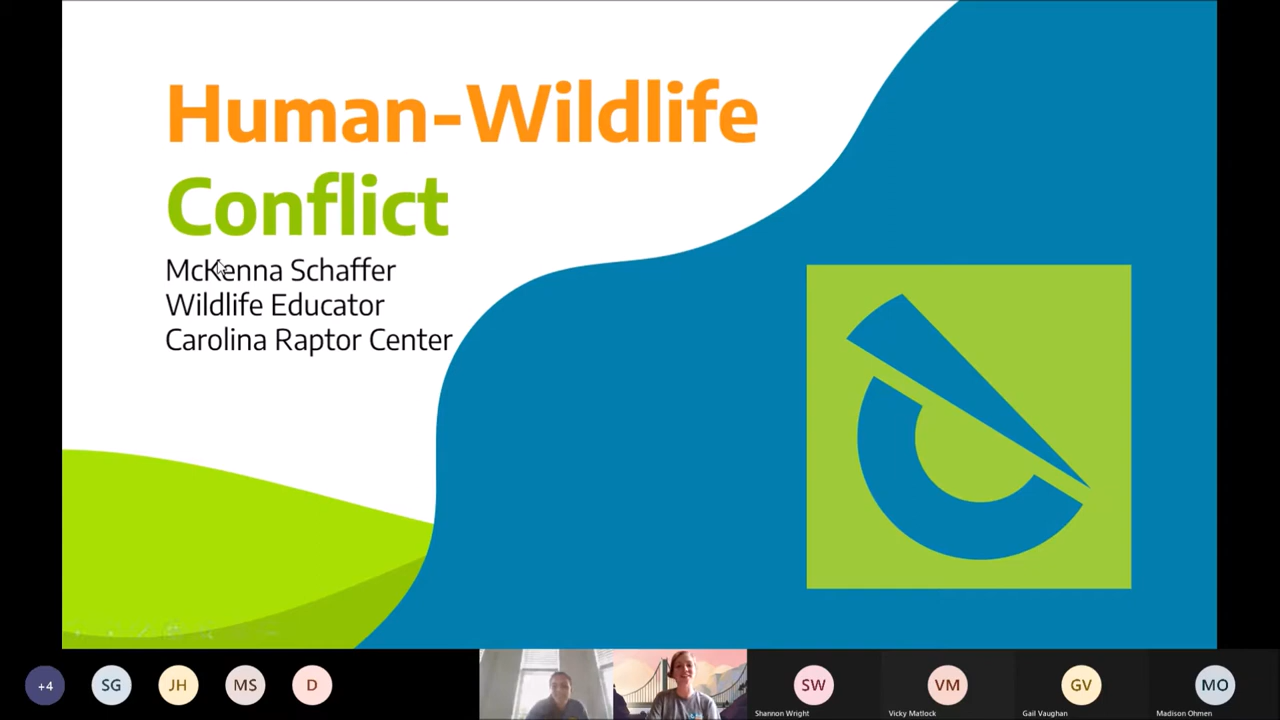 Human-Wildlife
Conflict
McKenna Schaffer
Wildlife Educator
Carolina Raptor Center
+4
SG
JH
MS
D
SW
VM
GV
MO
Shannon Wright
Vicky Matlock
Gail Vaughan
Madison Ohmen